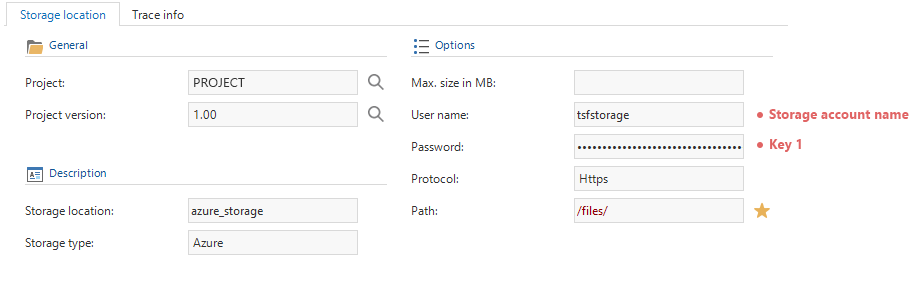 Storage location
Trace info
General
Project: PROJECT
Project version: 1.00
Description
Storage location: azure_storage
Storage type: Azure
Options
Max. size in MB:
User name: tsfstorage • Storage account name
Password: •••••••••••••••••••••••••••••••• • Key 1
Protocol: Https
Path: /files/